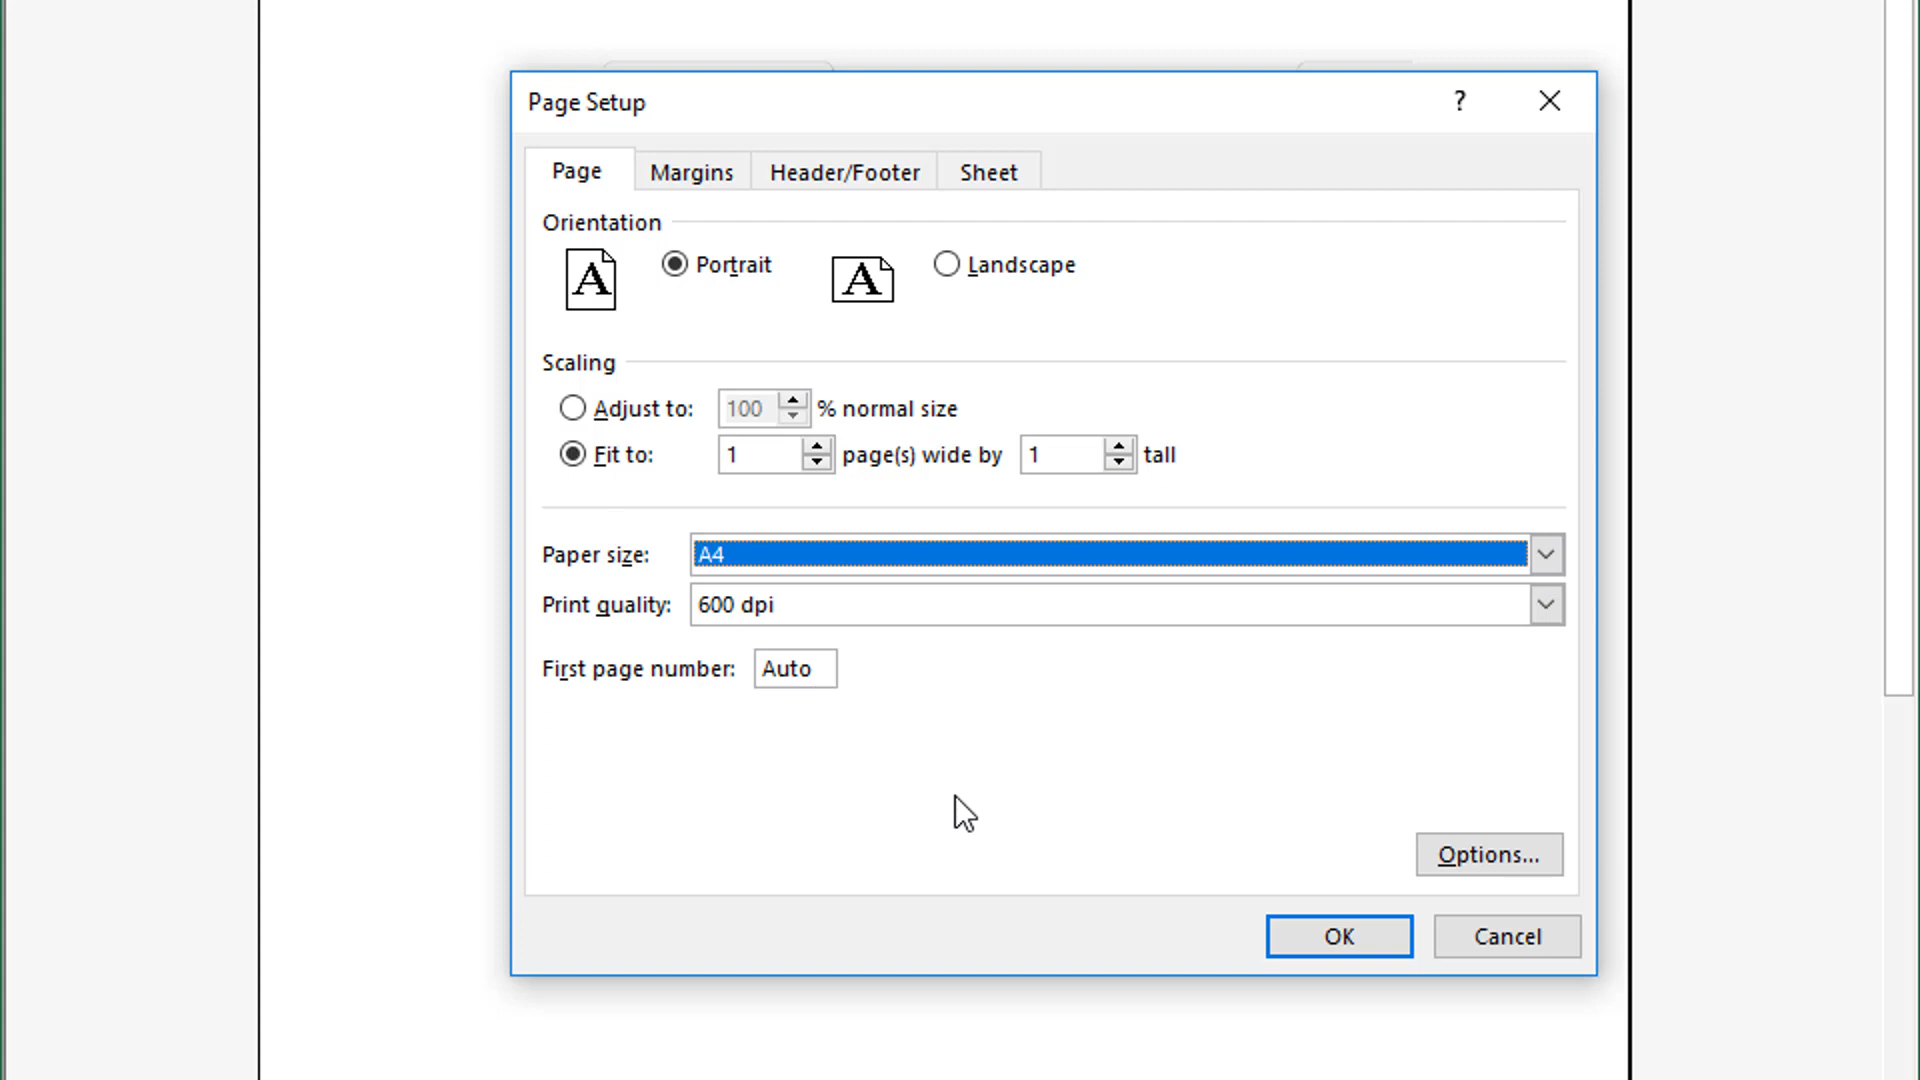 Page Setup ?
Page Margins Header/Footer Sheet
Orientation
A Portrait A Landscape
Scaling
Adjust to: 100 % normal size
Fit to: 1 page(s) wide by 1 tall
Paper size: A4
Print quality: 600 dpi
First page number: Auto
Options...
OK Cancel